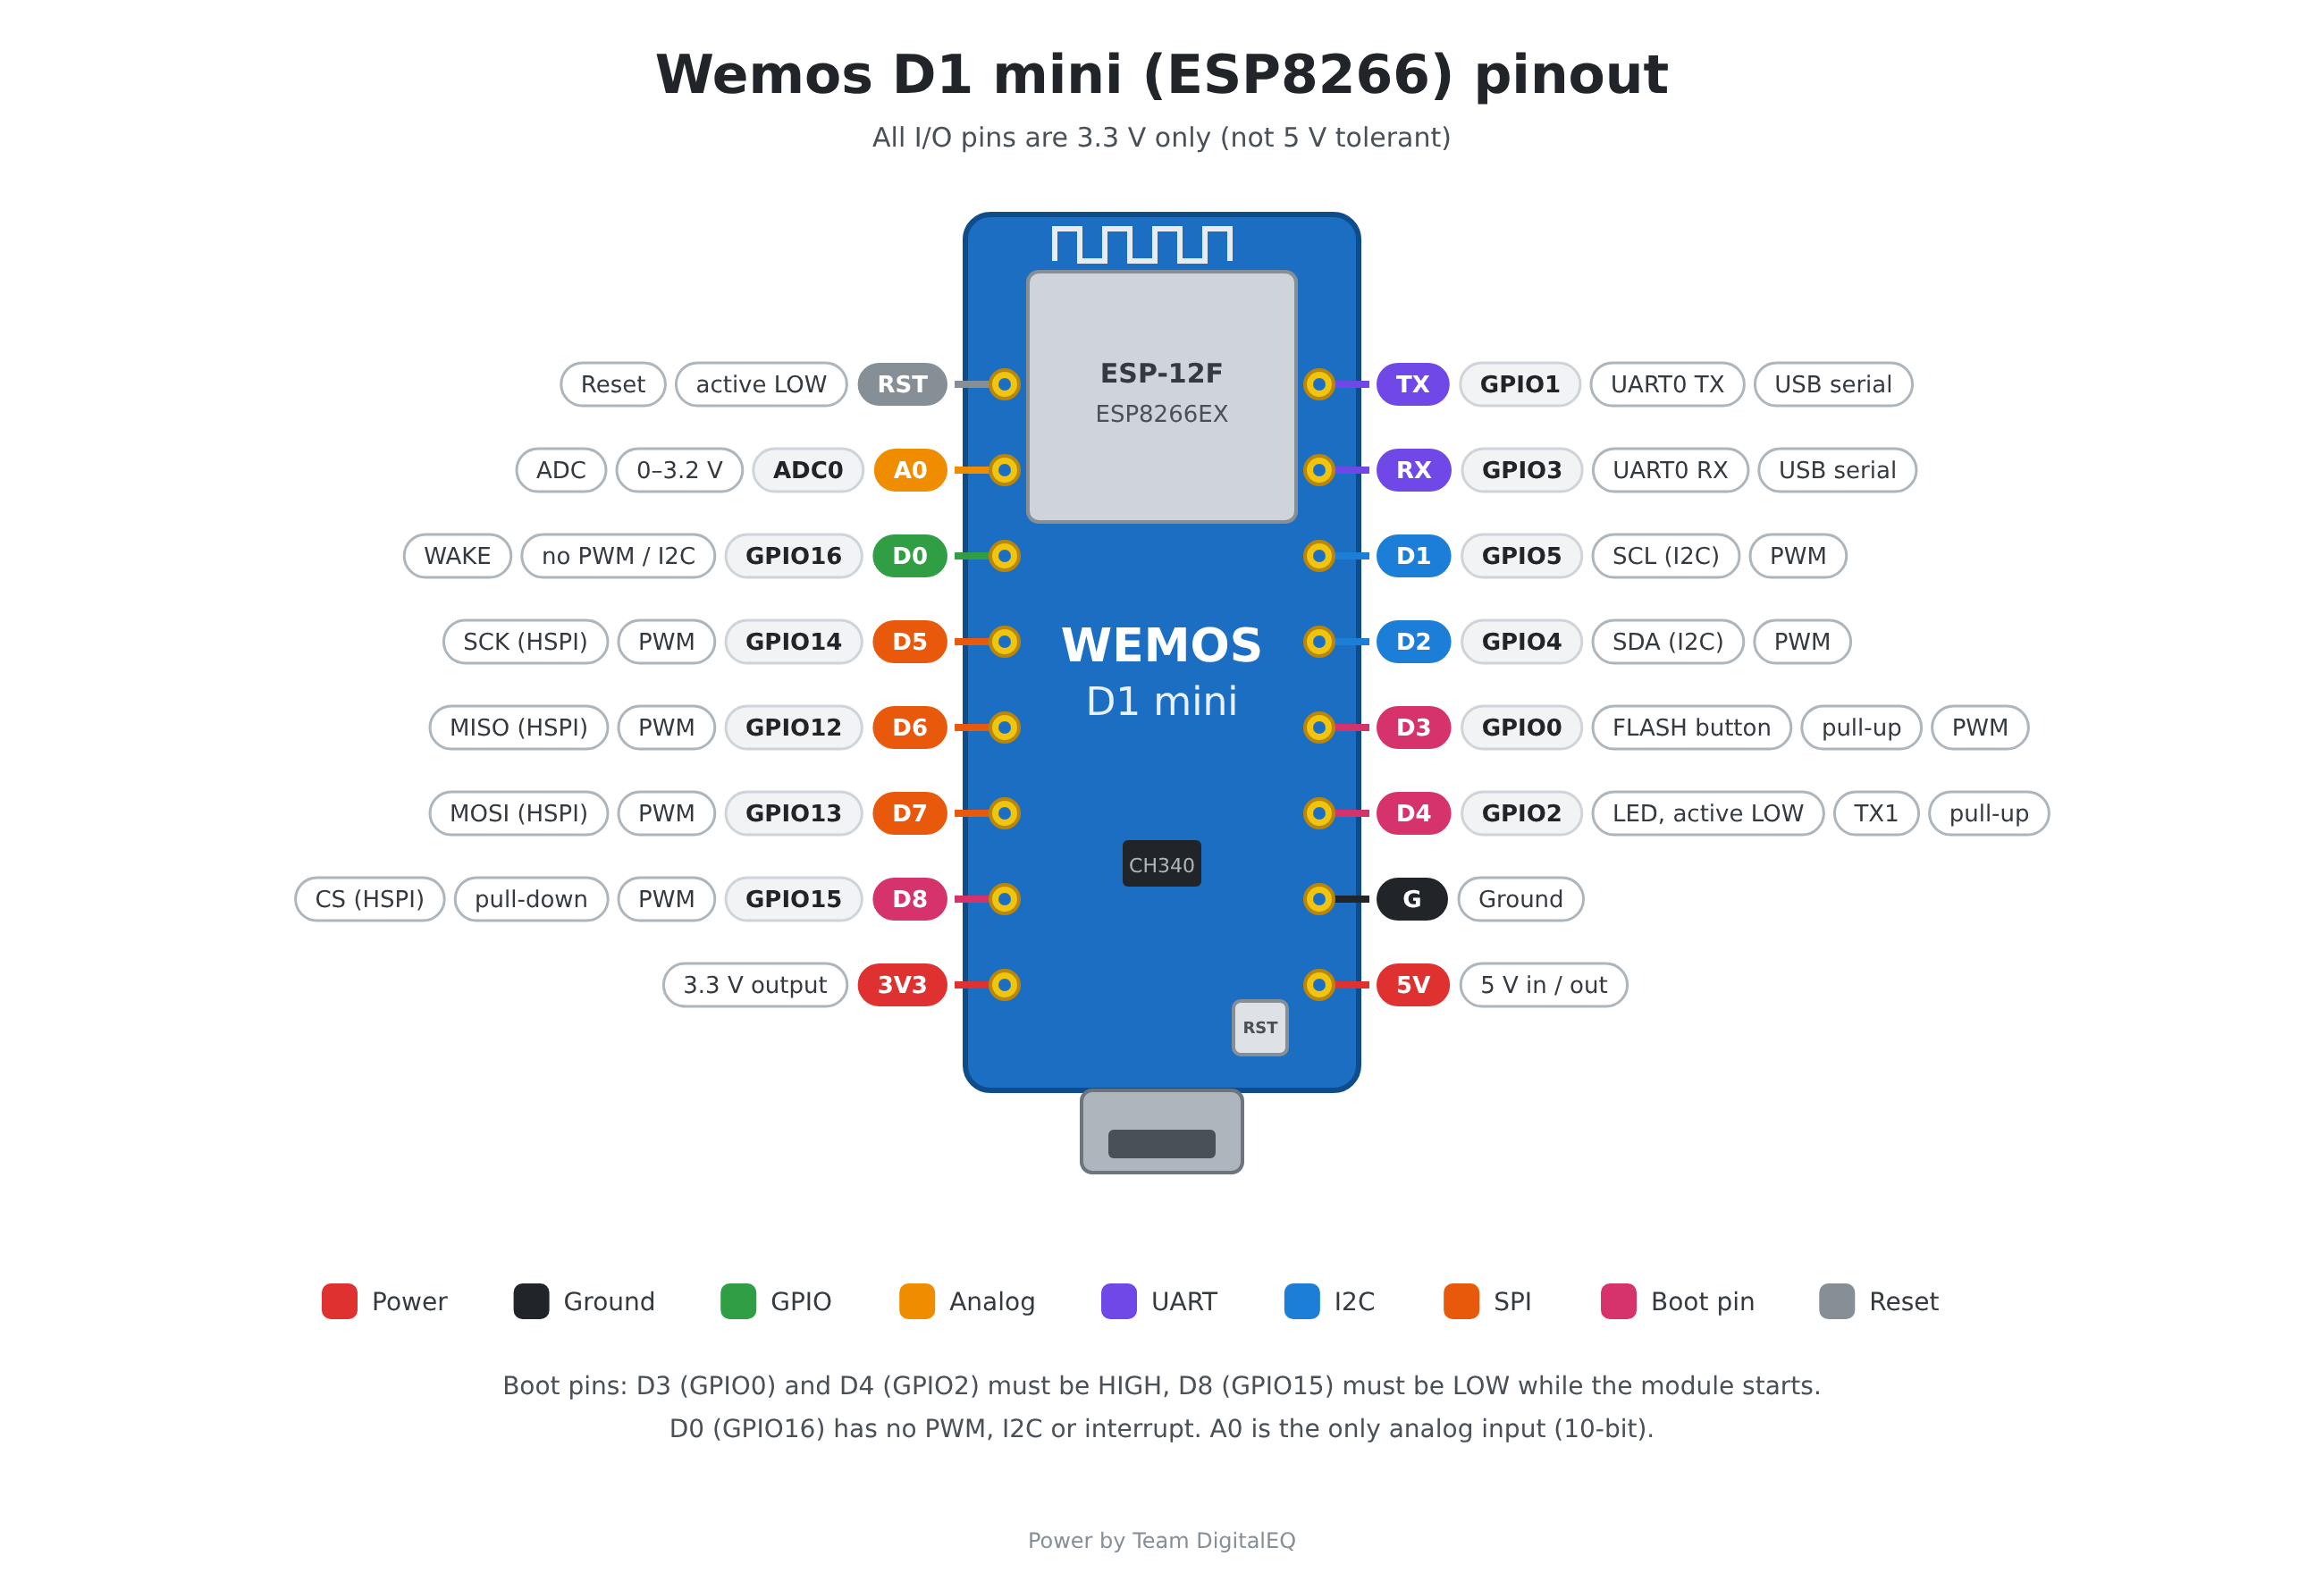 Wemos D1 mini (ESP8266) pinout
All I/O pins are 3.3 V only (not 5 V tolerant)
ESP-12F
ESP8266EX
Reset active LOW RST TX GPIO1 UART0 TX USB serial
ADC 0–3.2 V ADC0 A0 RX GPIO3 UART0 RX USB serial
WAKE no PWM / I2C GPIO16 D0 D1 GPIO5 SCL (I2C) PWM
SCK (HSPI) PWM GPIO14 D5 WEMOS D2 GPIO4 SDA (I2C) PWM
D1 mini
MISO (HSPI) PWM GPIO12 D6 D3 GPIO0 FLASH button pull-up PWM
MOSI (HSPI) PWM GPIO13 D7 D4 GPIO2 LED, active LOW TX1 pull-up
CH340
CS (HSPI) pull-down PWM GPIO15 D8 G Ground
3.3 V output 3V3 5V 5 V in / out
RST
Power Ground GPIO Analog UART I2C SPI Boot pin Reset
Boot pins: D3 (GPIO0) and D4 (GPIO2) must be HIGH, D8 (GPIO15) must be LOW while the module starts.
D0 (GPIO16) has no PWM, I2C or interrupt. A0 is the only analog input (10-bit).
Power by Team DigitalEQ